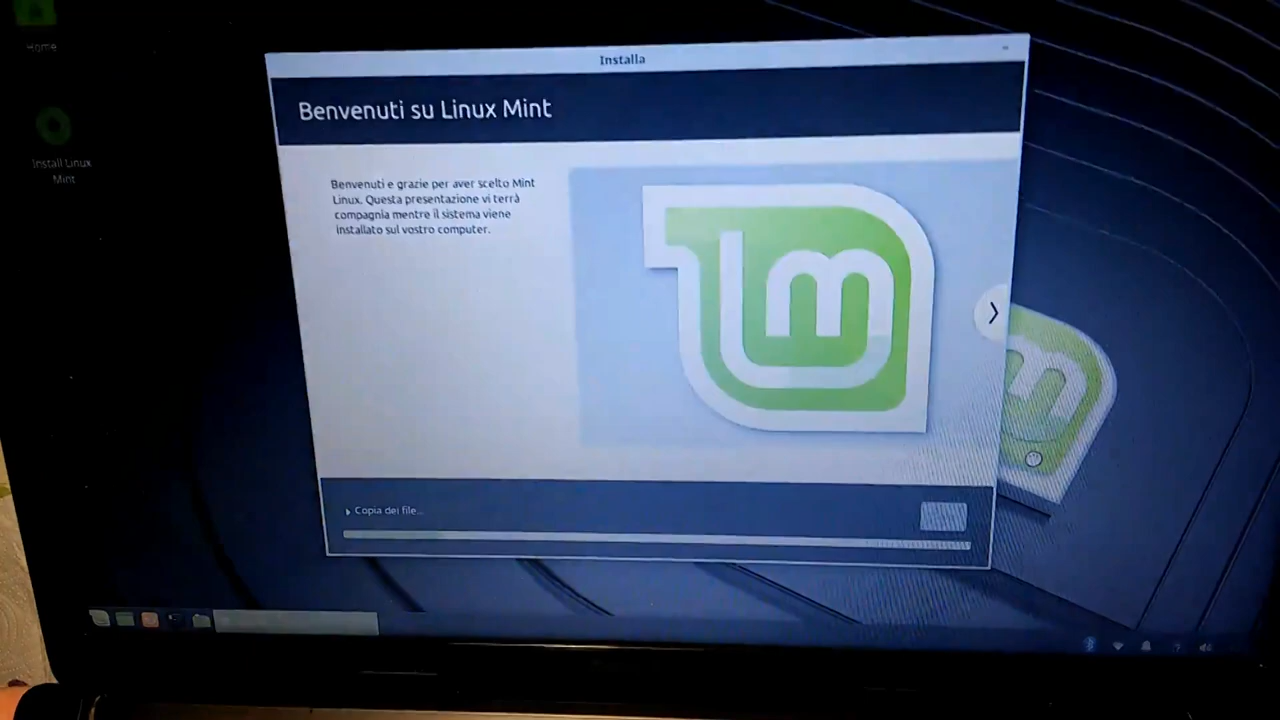 Home
Install Linux
Mint
Installa
Benvenuti su Linux Mint
Benvenuti e grazie per aver scelto Mint
Linux. Questa presentazione vi terrà
compagnia mentre il sistema viene
installato sul vostro computer.
Copia dei file...